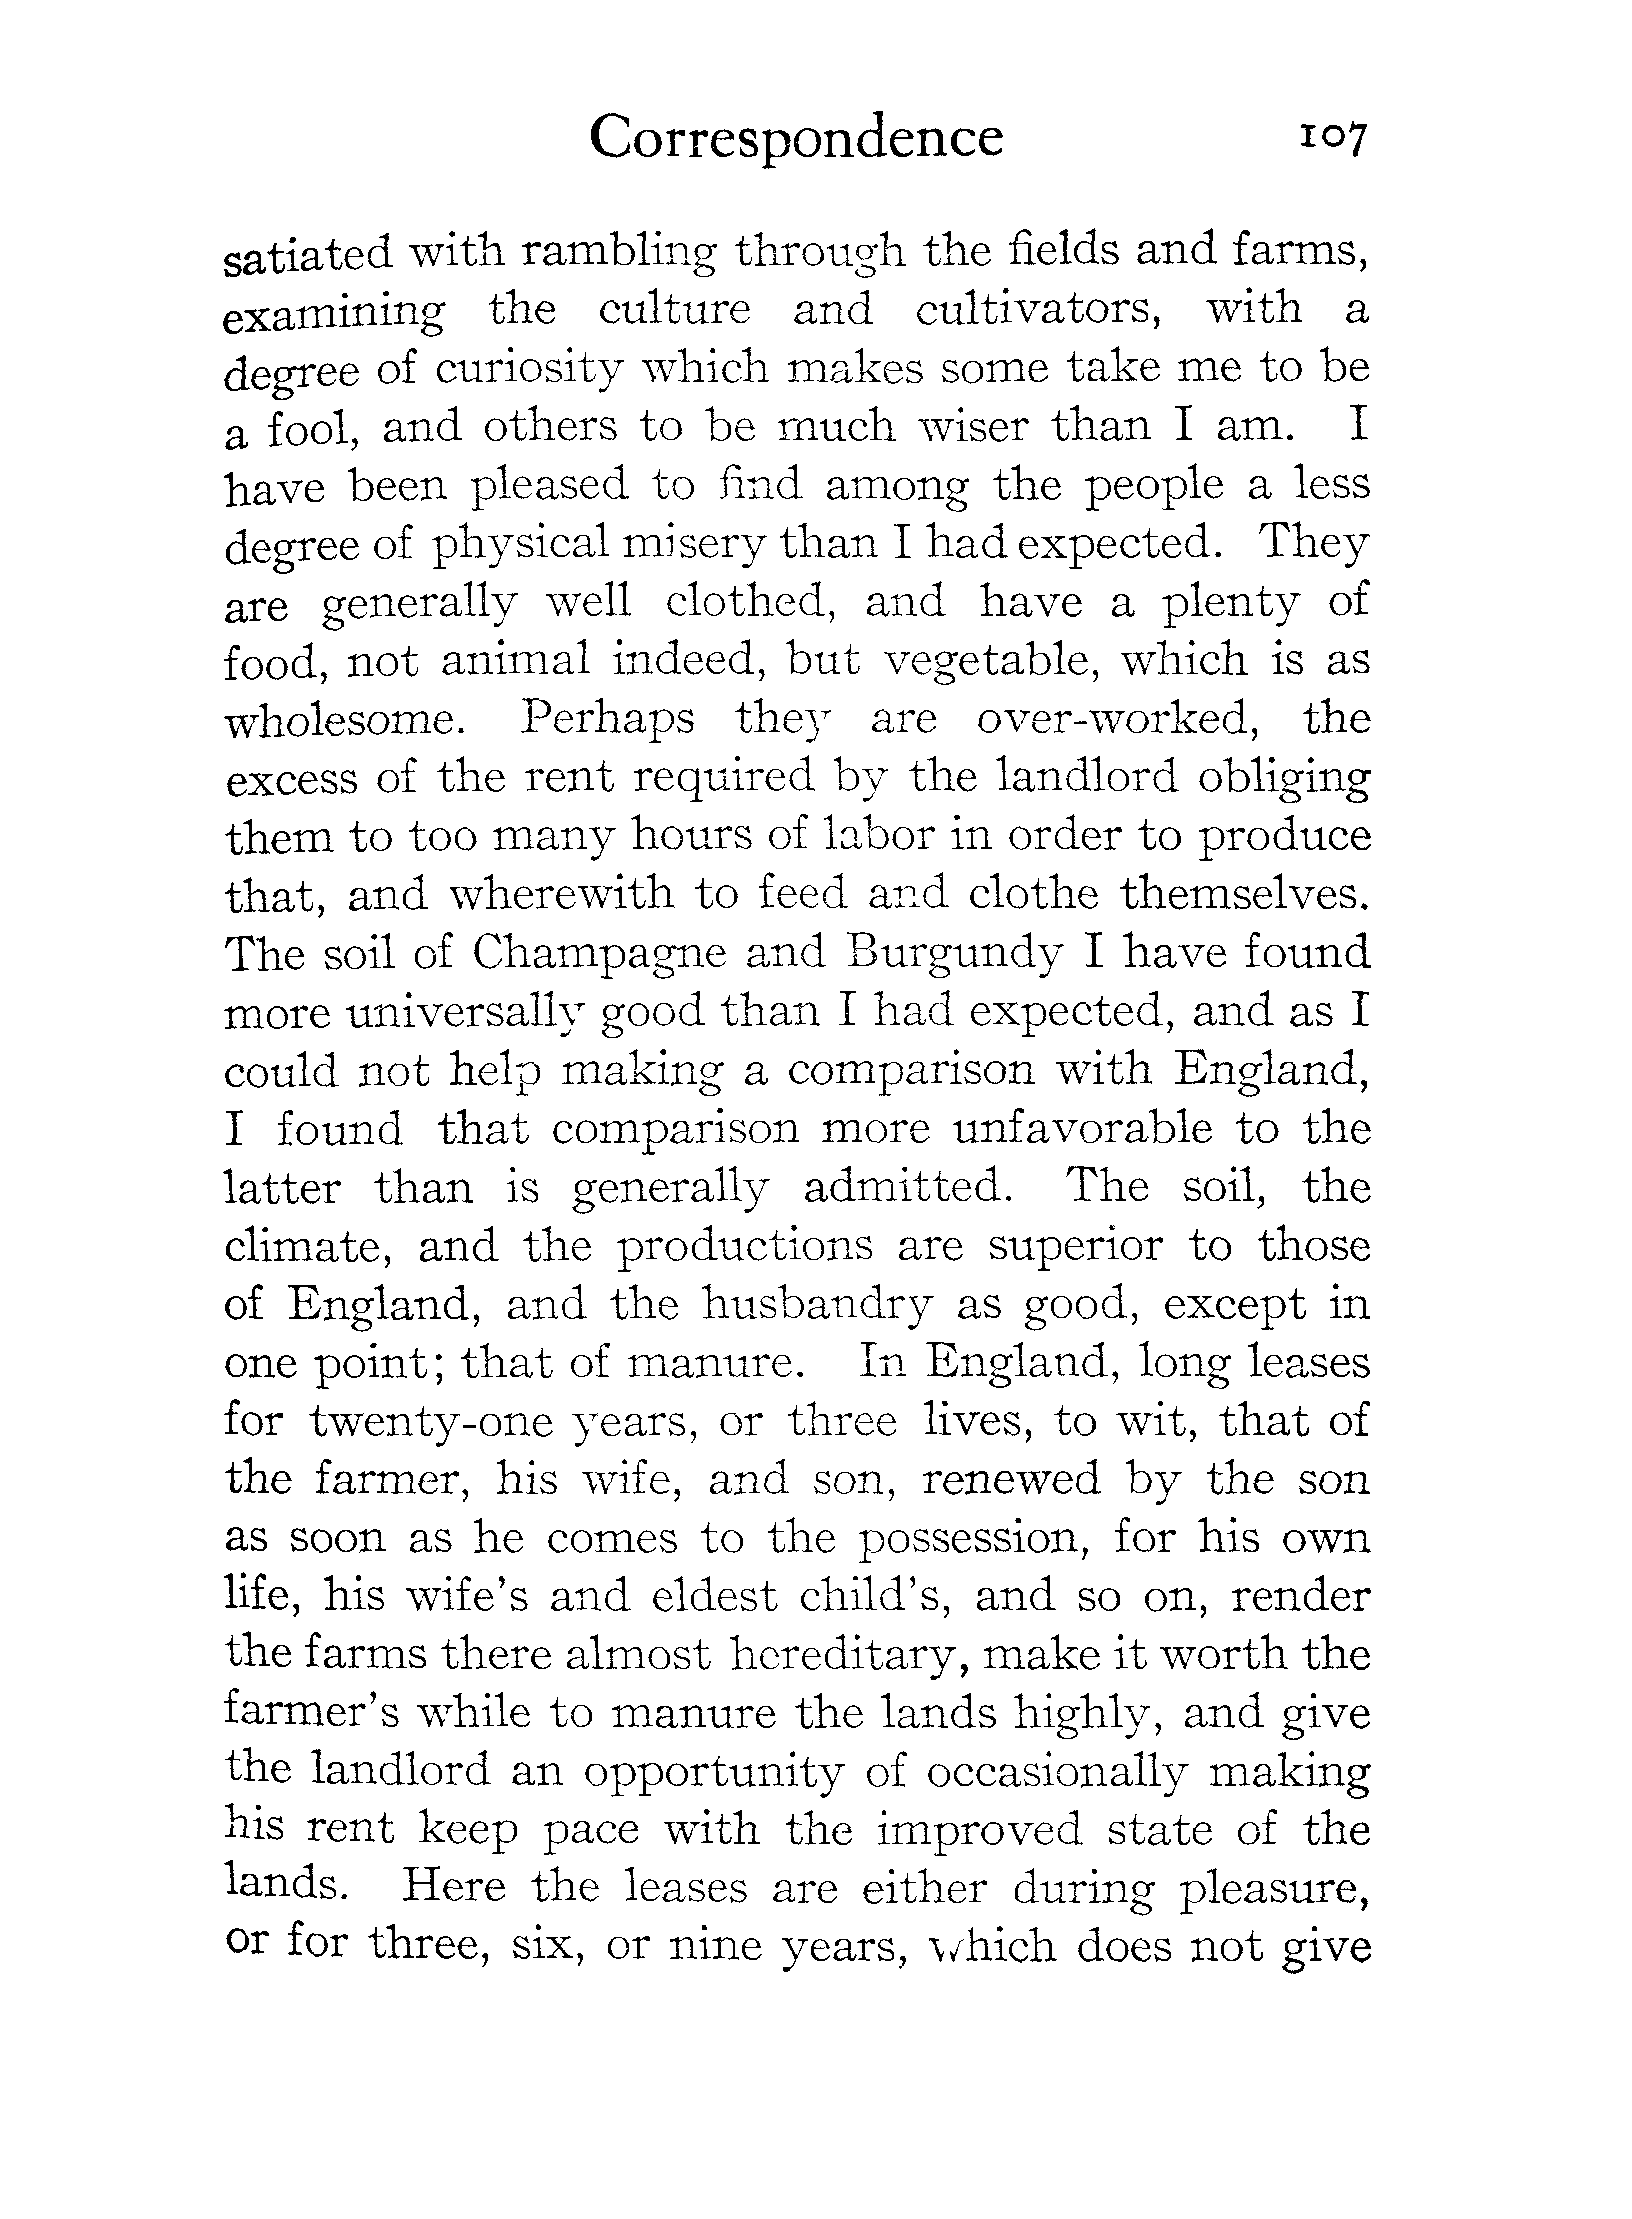 Correspondence 107
satiated with rambling through the fields and farms,
examining the culture and cultivators, with a
degree of curiosity which makes some take me to be
a fool, and others to be much wiser than I am. I
have been pleased to find among the people a less
degree of physical misery than I had expected. They
are generally well clothed, and have a plenty of
food, not animal indeed, but vegetable, which is as
wholesome. Perhaps they are over-worked, the
excess of the rent required by the landlord obliging
them to too many hours of labor in order to produce
that, and wherewith to feed and clothe themselves.
The soil of Champagne and Burgundy I have found
more universally good than I had expected, and as I
could not help making a comparison with England,
I found that comparison more unfavorable to the
latter than is generally admitted. The soil, the
climate, and the productions are superior to those
of England, and the husbandry as good, except in
one point; that of manure. In England, long leases
for twenty-one years, or three lives, to wit, that of
the farmer, his wife, and son, renewed by the son
as soon as he comes to the possession, for his own
life, his wife's and eldest child's, and so on, render
the farms there almost hereditary, make it worth the
farmer's while to manure the lands highly, and give
the landlord an opportunity of occasionally making
his rent keep pace with the improved state of the
lands. Here the leases are either during pleasure,
or for three, six, or nine years, which does not give